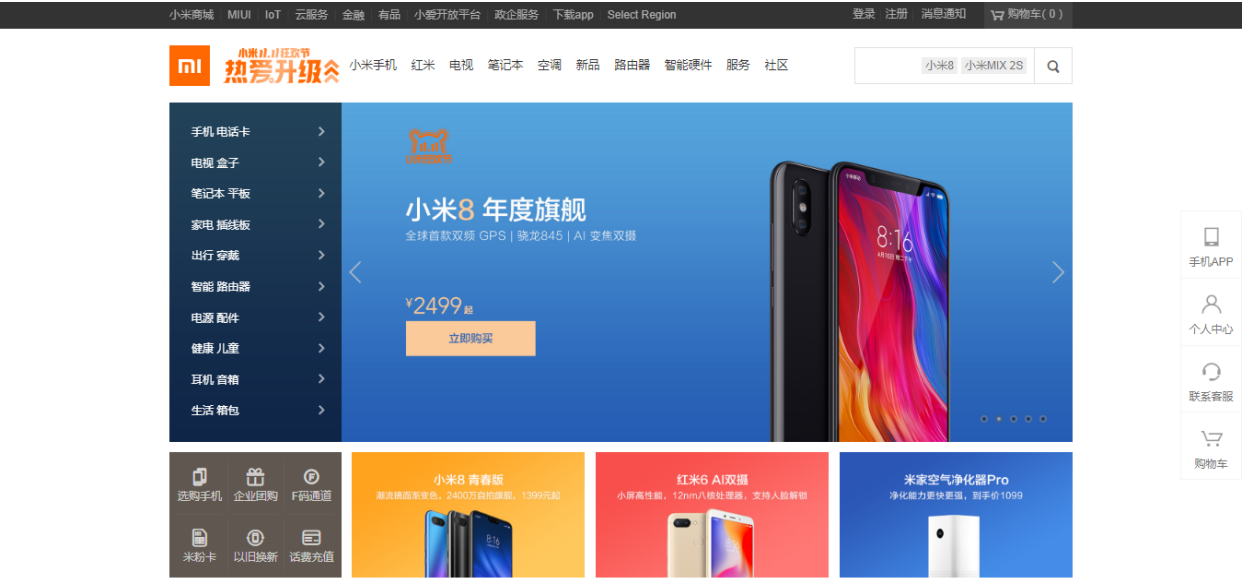 小米商城 MIUI IoT 云服务 金融 有品 小爱开放平台 政企服务 下载app Select Region 登录 注册 消息通知 购物车( 0 )
小米11.11狂欢节
热爱升级
小米手机 红米 电视 笔记本 空调 新品 路由器 智能硬件 服务 社区 小米8 小米MIX 2S
手机 电话卡
电视 盒子
笔记本 平板
家电 插线板
出行 穿戴
智能 路由器
电源 配件
健康 儿童
耳机 音箱
生活 箱包
小米8 年度旗舰
全球首款双频 GPS | 骁龙845 | AI 变焦双摄
¥2499起
立即购买
8:16
手机APP
个人中心
联系客服
购物车
选购手机 企业团购 F码通道
米粉卡 以旧换新 话费充值
小米8 青春版
潮流镜面渐变色，2400万自拍旗舰，1399元起
8:16
红米6 AI双摄
小屏高性能，12nm八核处理器，支持人脸解锁
米家空气净化器Pro
净化能力更快更强，到手价1099